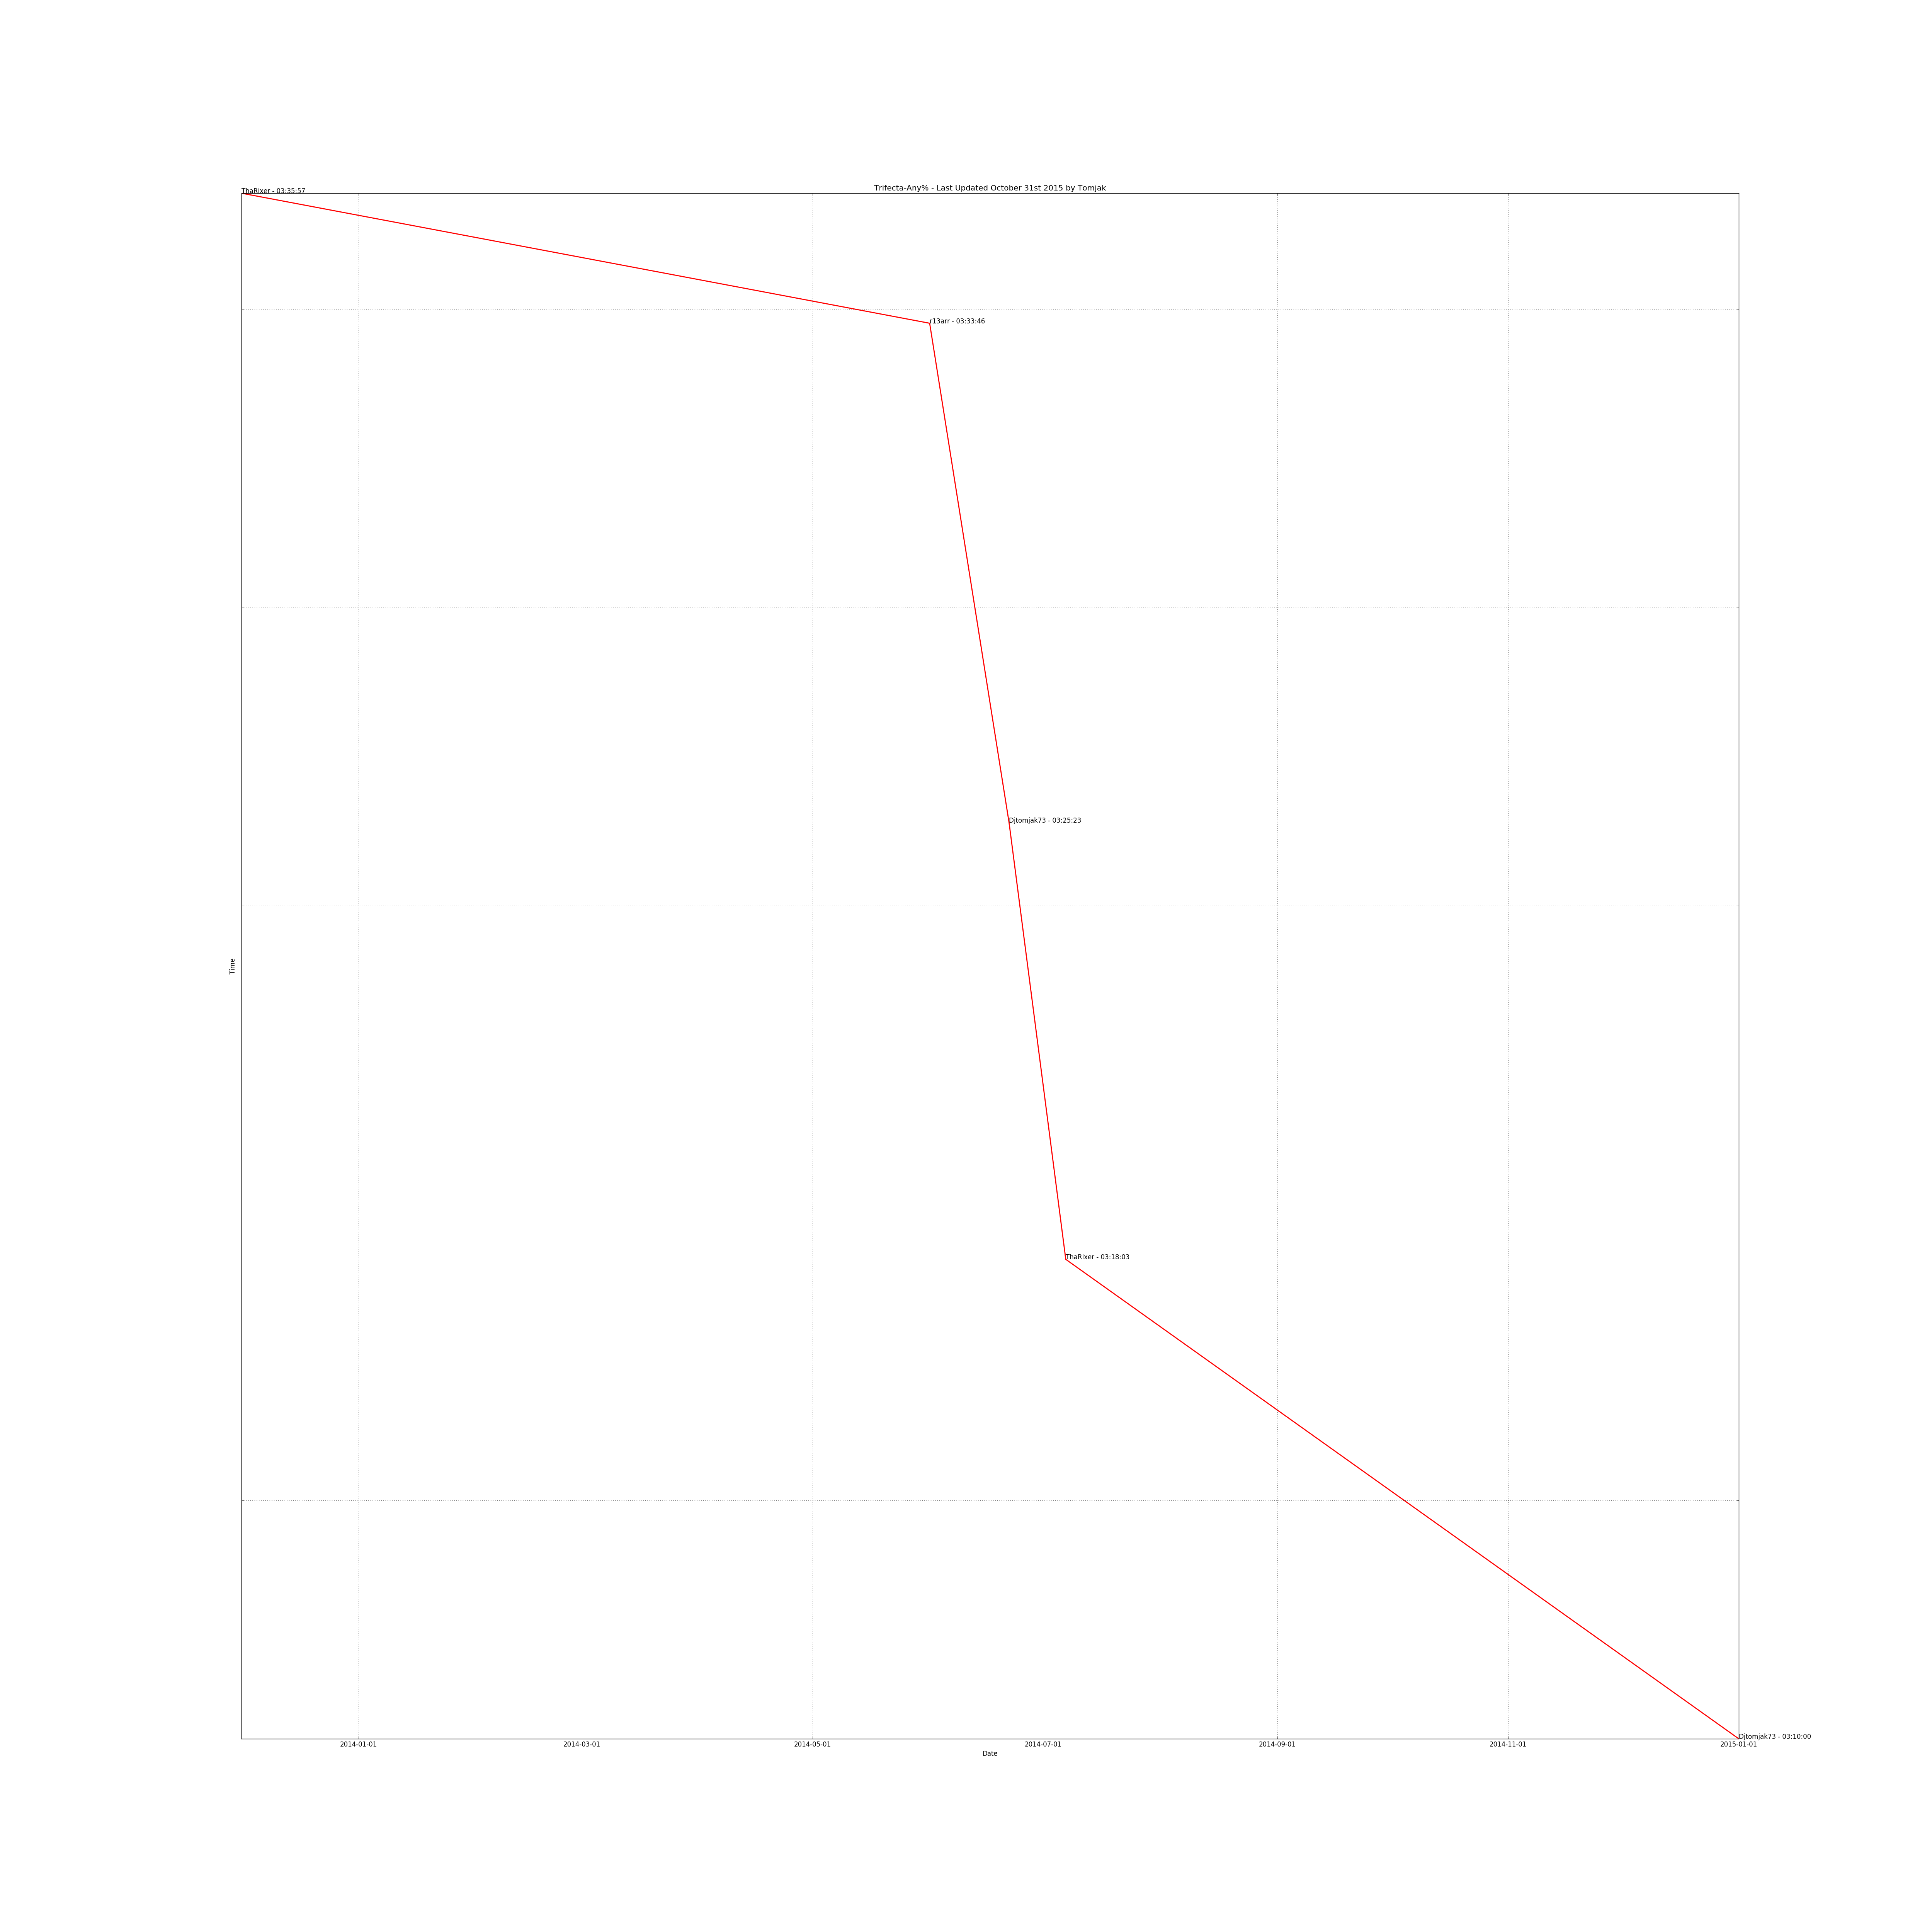 Trifecta-Any% - Last Updated October 31st 2015 by Tomjak
ThaRixer - 03:35:57
r13arr - 03:33:46
Djtomjak73 - 03:25:23
Time
ThaRixer - 03:18:03
Djtomjak73 - 03:10:00
2014-01-01
2014-03-01
2014-05-01
2014-07-01
2014-09-01
2014-11-01
2015-01-01
Date